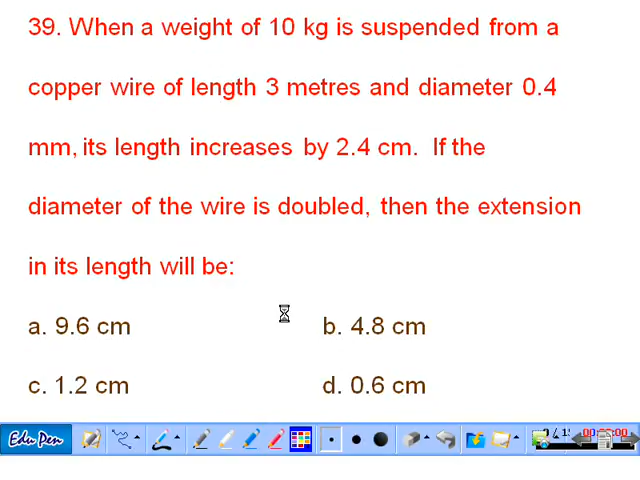 39. When a weight of 10 kg is suspended from a
copper wire of length 3 metres and diameter 0.4
mm, its length increases by 2.4 cm. If the
diameter of the wire is doubled, then the extension
in its length will be:
a. 9.6 cm b. 4.8 cm
c. 1.2 cm d. 0.6 cm
Edu Pen